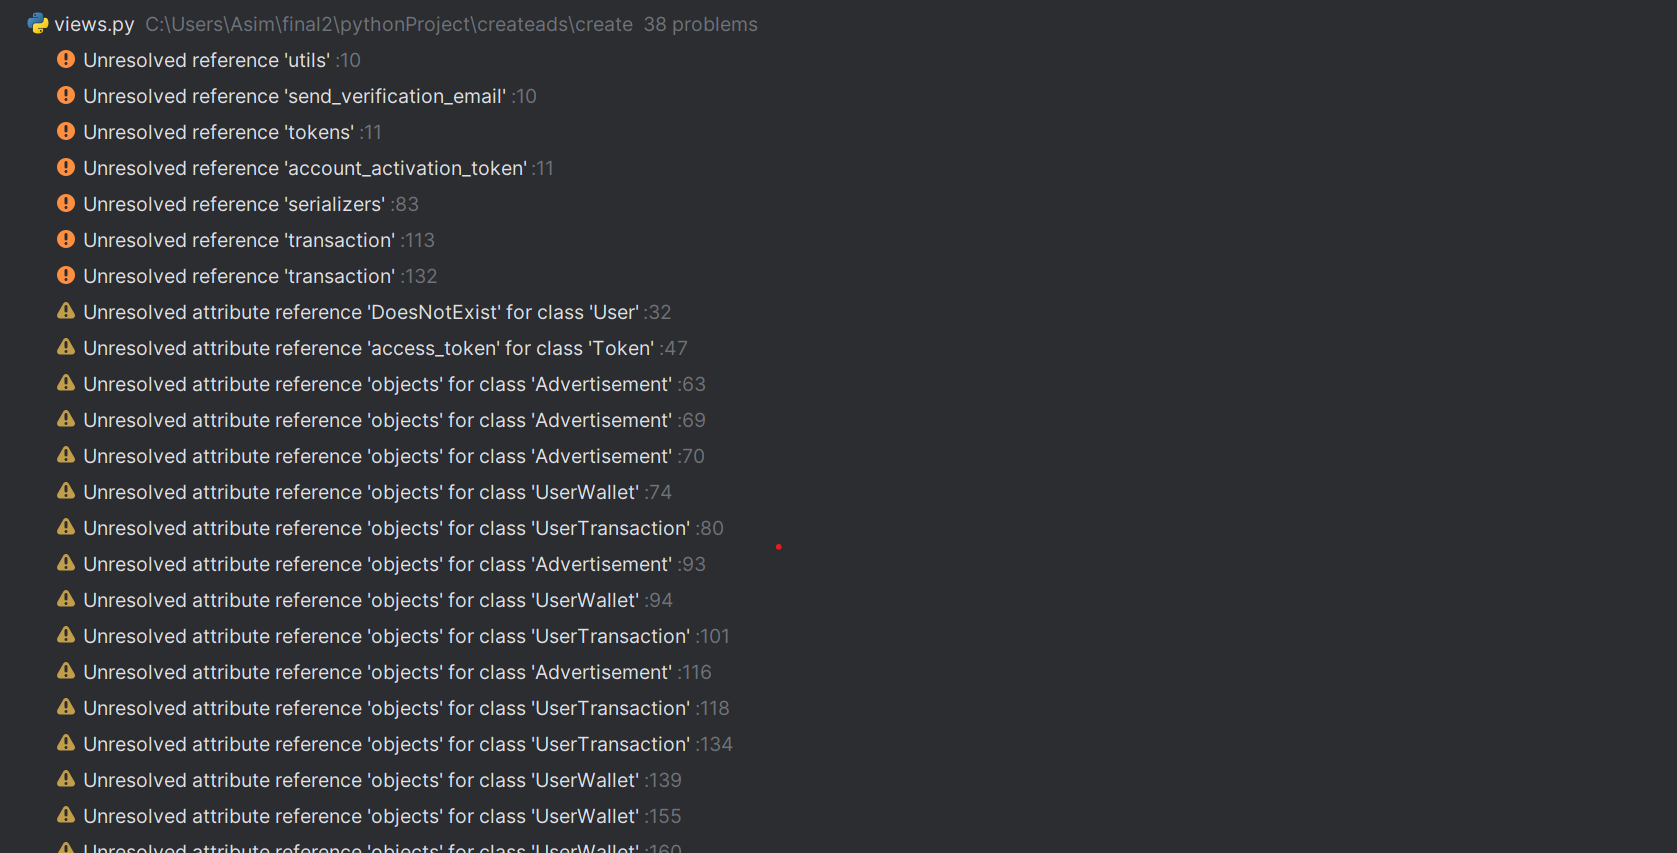 views.py C:\Users\Asim\final2\pythonProject\createads\create 38 problems
Unresolved reference 'utils' :10
Unresolved reference 'send_verification_email' :10
Unresolved reference 'tokens' :11
Unresolved reference 'account_activation_token' :11
Unresolved reference 'serializers' :83
Unresolved reference 'transaction' :113
Unresolved reference 'transaction' :132
Unresolved attribute reference 'DoesNotExist' for class 'User' :32
Unresolved attribute reference 'access_token' for class 'Token' :47
Unresolved attribute reference 'objects' for class 'Advertisement' :63
Unresolved attribute reference 'objects' for class 'Advertisement' :69
Unresolved attribute reference 'objects' for class 'Advertisement' :70
Unresolved attribute reference 'objects' for class 'UserWallet' :74
Unresolved attribute reference 'objects' for class 'UserTransaction' :80
Unresolved attribute reference 'objects' for class 'Advertisement' :93
Unresolved attribute reference 'objects' for class 'UserWallet' :94
Unresolved attribute reference 'objects' for class 'UserTransaction' :101
Unresolved attribute reference 'objects' for class 'Advertisement' :116
Unresolved attribute reference 'objects' for class 'UserTransaction' :118
Unresolved attribute reference 'objects' for class 'UserTransaction' :134
Unresolved attribute reference 'objects' for class 'UserWallet' :139
Unresolved attribute reference 'objects' for class 'UserWallet' :155
Unresolved attribute reference 'objects' for class 'UserWallet' :160